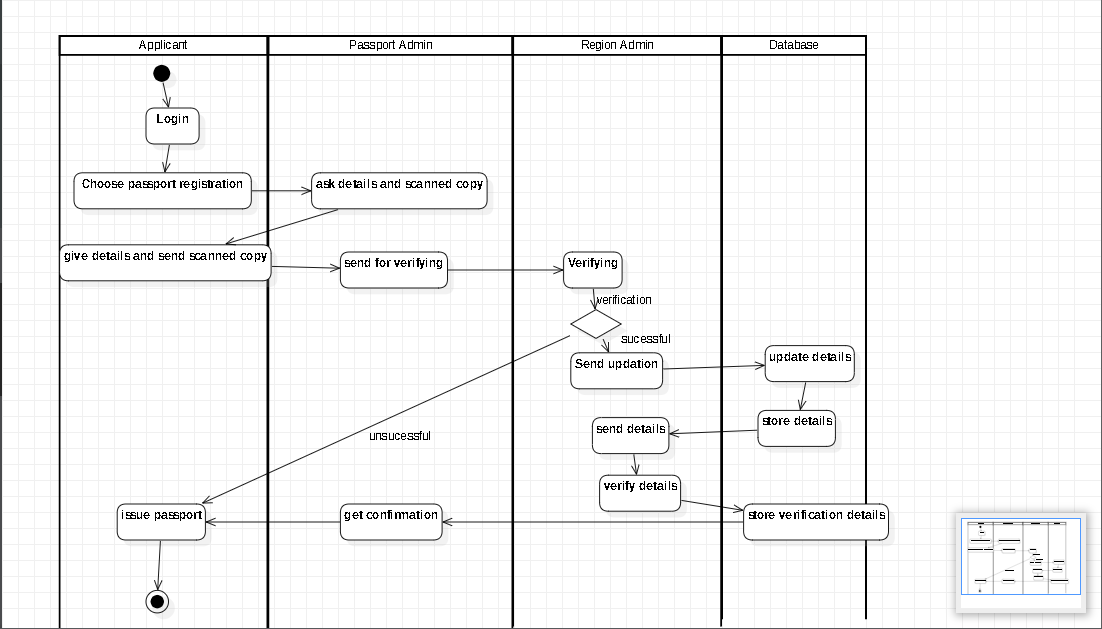 Applicant
Passport Admin
Region Admin
Database
Login
Choose passport registration
ask details and scanned copy
give details and send scanned copy
send for verifying
Verifying
verification
sucessful
Send updation
update details
store details
send details
unsucessful
verify details
issue passport
get confirmation
store verification details